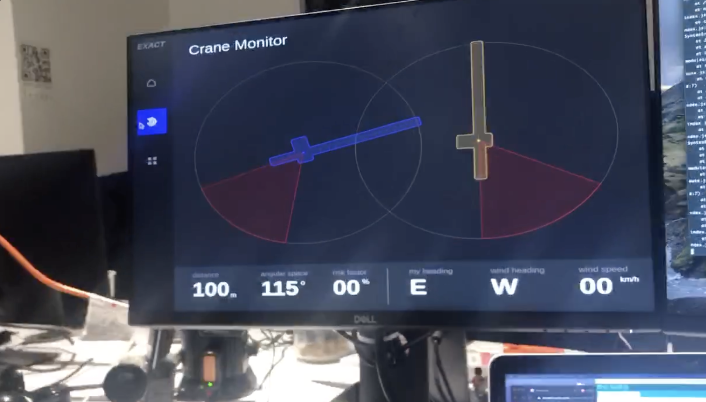 EXACT
Crane Monitor
distance
100 m
Angular space
115°
risk factor
00 %
my heading
E
wind heading
W
wind speed
00 km/h
DELL